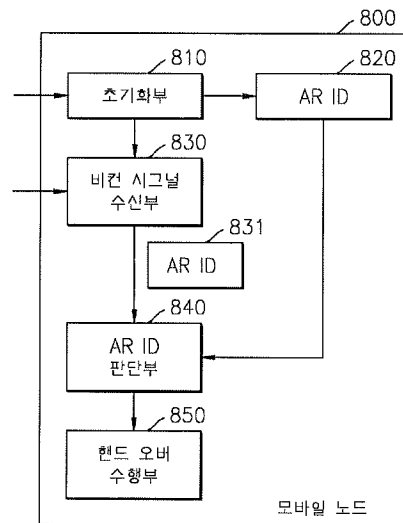 800
810
초기화부
820
AR ID
830
비컨 시그널
수신부
831
AR ID
840
AR ID
판단부
850
핸드 오버
수행부
모바일 노드